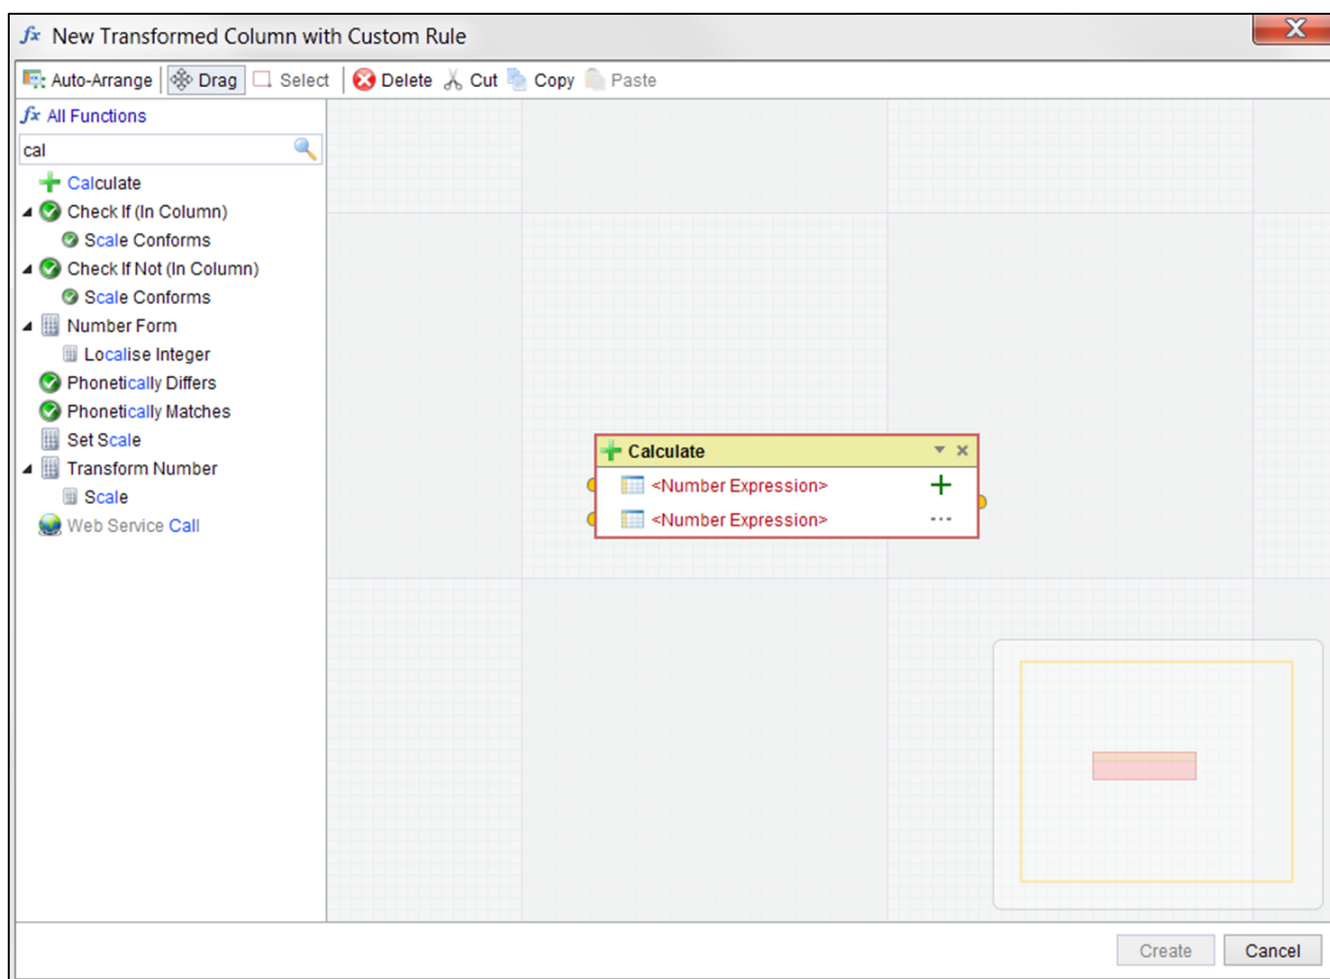 fx New Transformed Column with Custom Rule
Auto-Arrange Drag Select Delete Cut Copy Paste
fx All Functions
cal
Calculate
Check If (In Column)
Scale Conforms
Check If Not (In Column)
Scale Conforms
Number Form
Localise Integer
Phonetically Differs
Phonetically Matches
Set Scale
Transform Number
Scale
Web Service Call
Calculate
<Number Expression>
<Number Expression>
Create Cancel